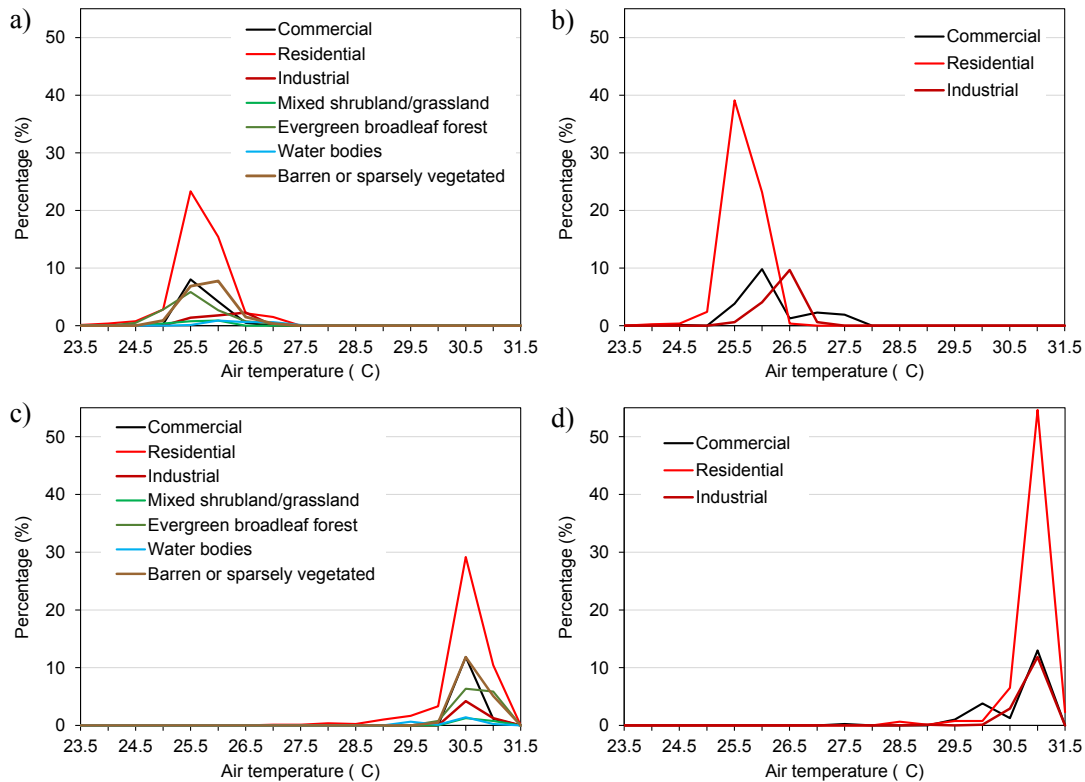 a)
Commercial
Residential
Industrial
Mixed shrubland/grassland
Evergreen broadleaf forest
Water bodies
Barren or sparsely vegetated
Percentage (%)
50
40
30
20
10
0
23.5 24.5 25.5 26.5 27.5 28.5 29.5 30.5 31.5
Air temperature ( C)
b)
Commercial
Residential
Industrial
Percentage (%)
50
40
30
20
10
0
23.5 24.5 25.5 26.5 27.5 28.5 29.5 30.5 31.5
Air temperature ( C)
c)
Commercial
Residential
Industrial
Mixed shrubland/grassland
Evergreen broadleaf forest
Water bodies
Barren or sparsely vegetated
Percentage (%)
50
40
30
20
10
0
23.5 24.5 25.5 26.5 27.5 28.5 29.5 30.5 31.5
Air temperature ( C)
d)
Commercial
Residential
Industrial
Percentage (%)
50
40
30
20
10
0
23.5 24.5 25.5 26.5 27.5 28.5 29.5 30.5 31.5
Air temperature ( C)